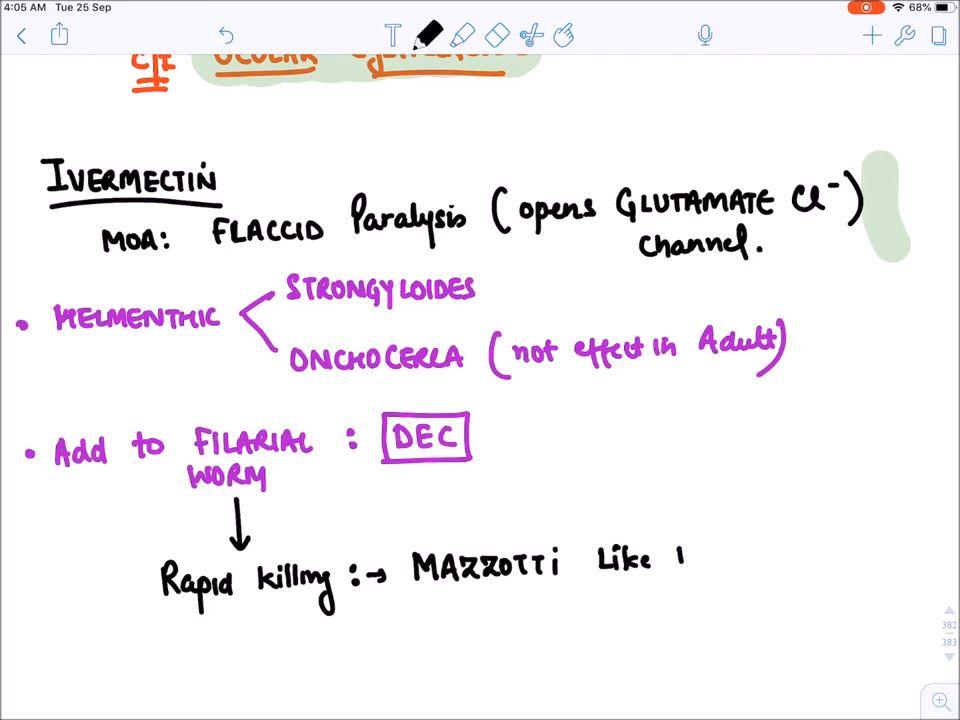 4:05 AM Tue 25 Sep 68%
OCULAR
IVERMECTIN
MOA: FLACCID Paralysis (opens GLUTAMATE Cl⁻)
channel.
• HELMENTHIC
STRONGYLOIDES
ONCHOCERCA (not effect in Adult)
• Add to FILARIAL : DEC
WORM
Rapid killing :→ MAZZOTTI Like
382
383